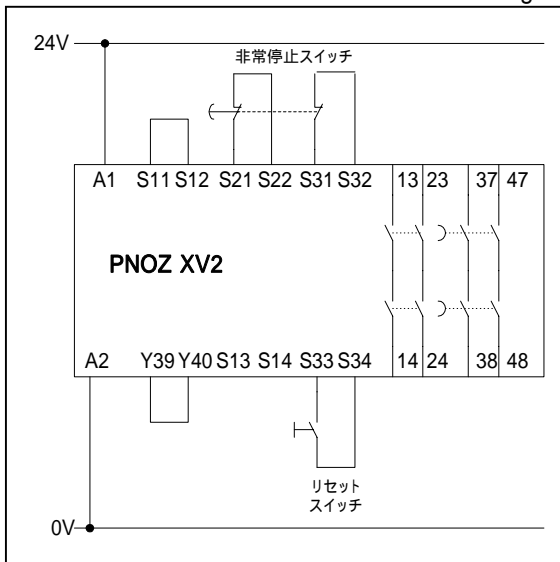 24V
非常停止スイッチ
A1 S11 S12 S21 S22 S31 S32 13 23 37 47
PNOZ XV2
A2 Y39 Y40 S13 S14 S33 S34 14 24 38 48
リセット
スイッチ
0V